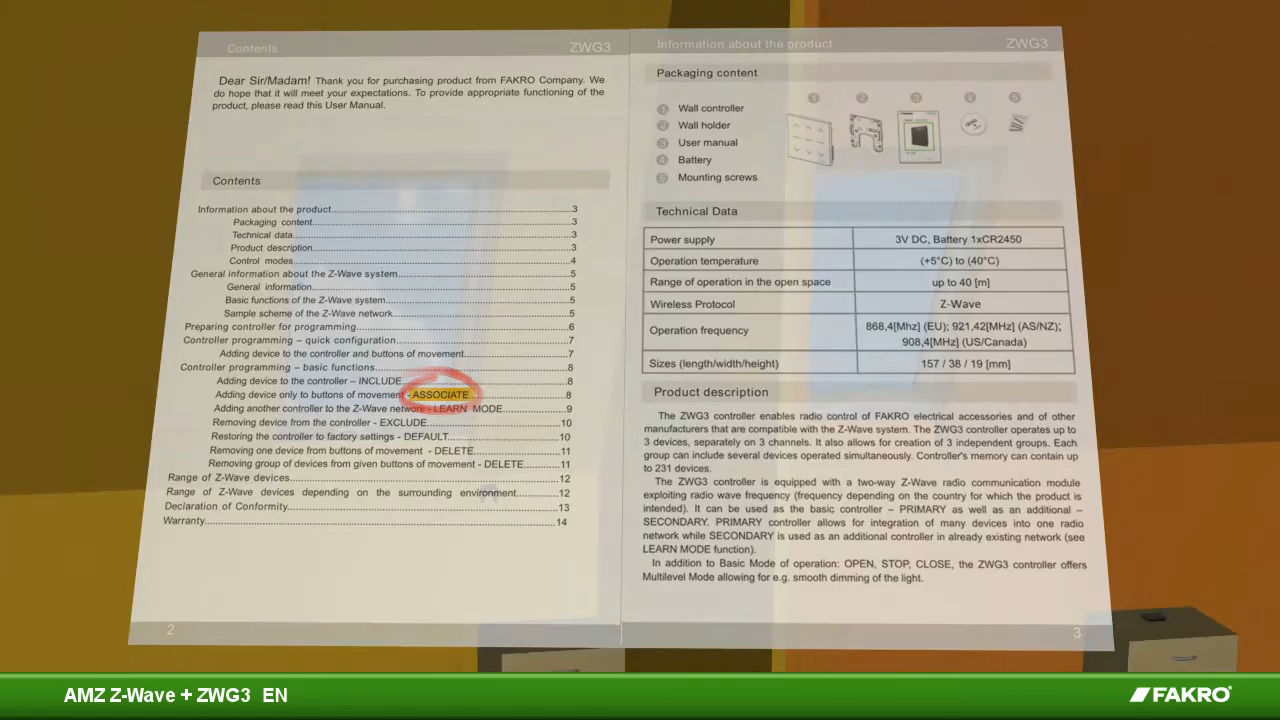 Contents ZWG3
Dear Sir/Madam! Thank you for purchasing product from FAKRO Company. We
do hope that it will meet your expectations. To provide appropriate functioning of the
product, please read this User Manual.
Contents
Information about the product....................3
Packaging content....................3
Technical data....................3
Product description....................3
Control modes....................4
General information about the Z-Wave system....................5
General information....................5
Basic functions of the Z-Wave system....................5
Sample scheme of the Z-Wave network....................5
Preparing controller for programming....................6
Controller programming – quick configuration....................7
Adding device to the controller and buttons of movement....................7
Controller programming – basic functions....................8
Adding device to the controller – INCLUDE....................8
Adding device only to buttons of movement - ASSOCIATE....................8
Adding another controller to the Z-Wave network - LEARN MODE....................9
Removing device from the controller - EXCLUDE....................10
Restoring the controller to factory settings - DEFAULT....................10
Removing one device from buttons of movement - DELETE....................11
Removing group of devices from given buttons of movement - DELETE....................11
Range of Z-Wave devices....................12
Range of Z-Wave devices depending on the surrounding environment....................12
Declaration of Conformity....................13
Warranty....................14
2
Information about the product ZWG3
Packaging content
1 Wall controller
2 Wall holder
3 User manual
4 Battery
5 Mounting screws
1 2 3 4 5
Technical Data
Power supply 3V DC, Battery 1xCR2450
Operation temperature (+5°C) to (40°C)
Range of operation in the open space up to 40 [m]
Wireless Protocol Z-Wave
Operation frequency 868,4[Mhz] (EU); 921,42[MHz] (AS/NZ);
908,4[MHz] (US/Canada)
Sizes (length/width/height) 157 / 38 / 19 [mm]
Product description
The ZWG3 controller enables radio control of FAKRO electrical accessories and of other
manufacturers that are compatible with the Z-Wave system. The ZWG3 controller operates up to
3 devices, separately on 3 channels. It also allows for creation of 3 independent groups. Each
group can include several devices operated simultaneously. Controller's memory can contain up
to 231 devices.
The ZWG3 controller is equipped with a two-way Z-Wave radio communication module
exploiting radio wave frequency (frequency depending on the country for which the product is
intended). It can be used as the basic controller – PRIMARY as well as an additional –
SECONDARY. PRIMARY controller allows for integration of many devices into one radio
network while SECONDARY is used as an additional controller in already existing network (see
LEARN MODE function).
In addition to Basic Mode of operation: OPEN, STOP, CLOSE, the ZWG3 controller offers
Multilevel Mode allowing for e.g. smooth dimming of the light.
3
AMZ Z-Wave + ZWG3 EN
FAKRO